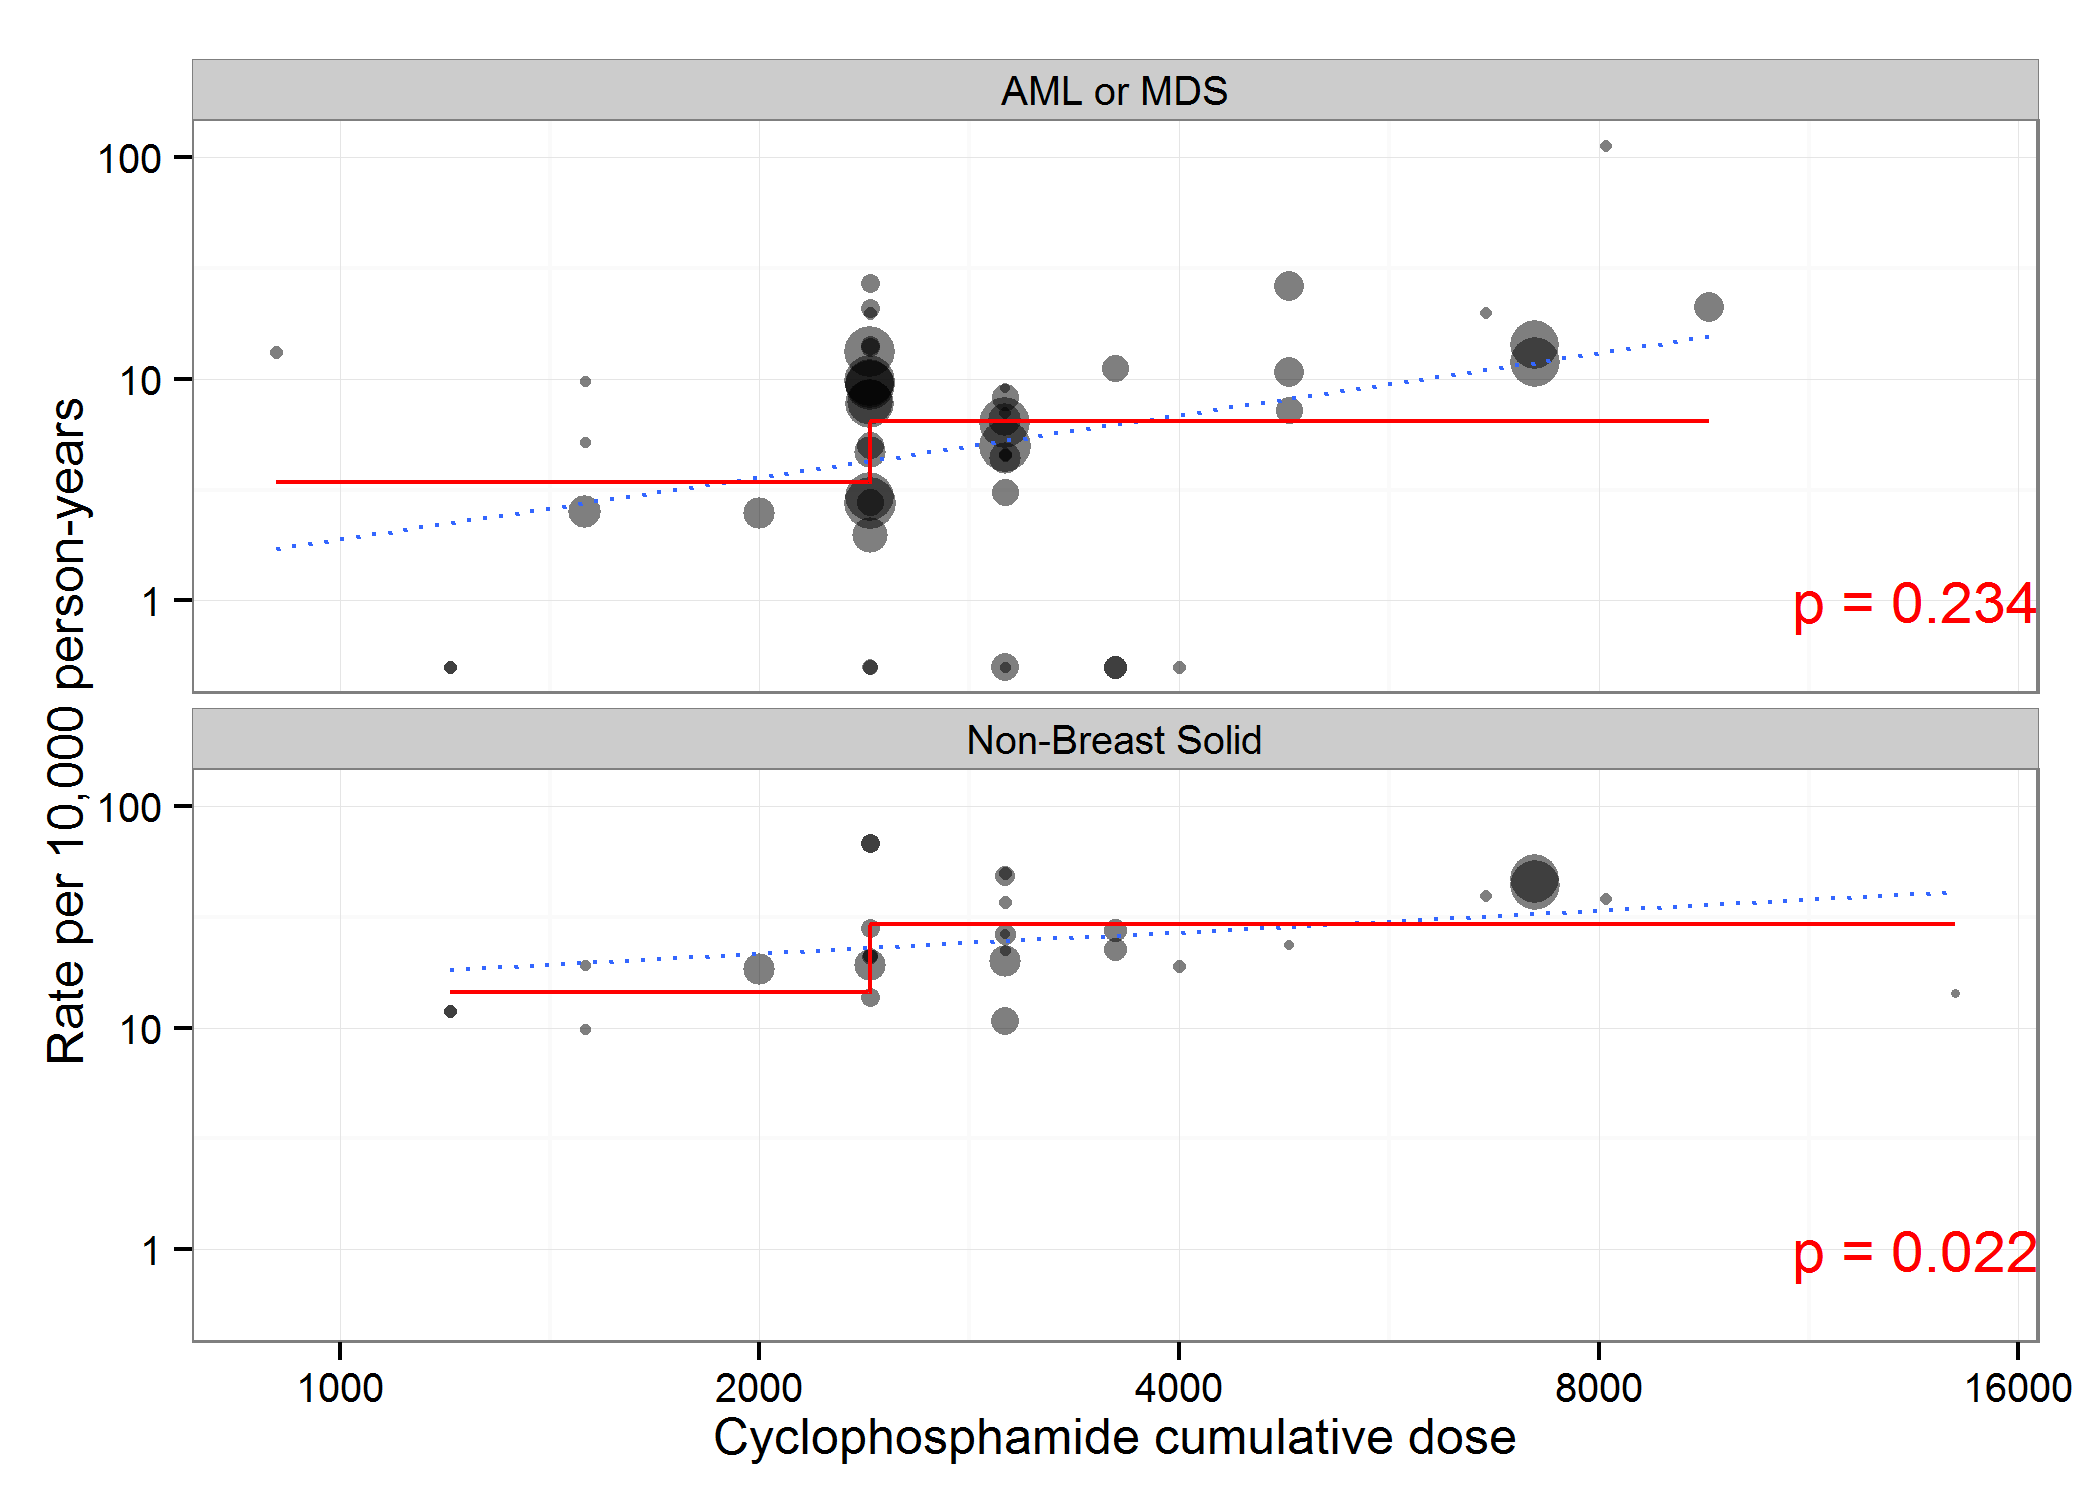 AML or MDS
100
10
1
p = 0.234
Non-Breast Solid
100
10
1
p = 0.022
Rate per 10,000 person-years
1000 2000 4000 8000 16000
Cyclophosphamide cumulative dose